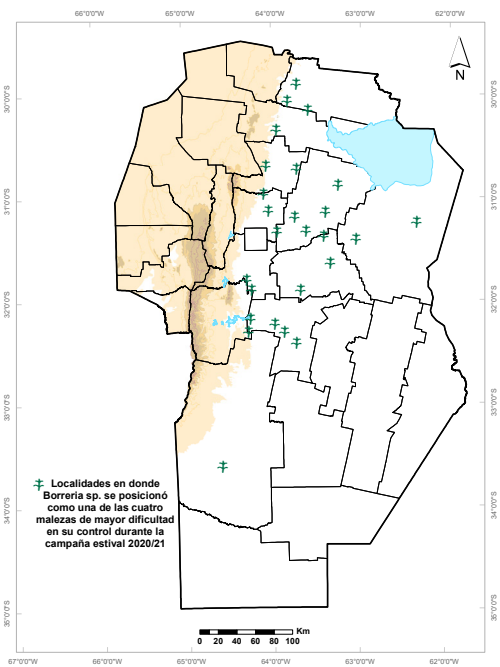 66°0'0"O 65°0'0"O 64°0'0"O 63°0'0"O 62°0'0"O
N
30°0'0"S 30°0'0"S
31°0'0"S 31°0'0"S
32°0'0"S 32°0'0"S
33°0'0"S 33°0'0"S
Localidades en donde
Borreria sp. se posicionó
como una de las cuatro
malezas de mayor dificultad
en su control durante la
campaña estival 2020/21
34°0'0"S 34°0'0"S
35°0'0"S 35°0'0"S
Km
0 20 40 60 80 100
67°0'0"O 66°0'0"O 65°0'0"O 64°0'0"O 63°0'0"O 62°0'0"O